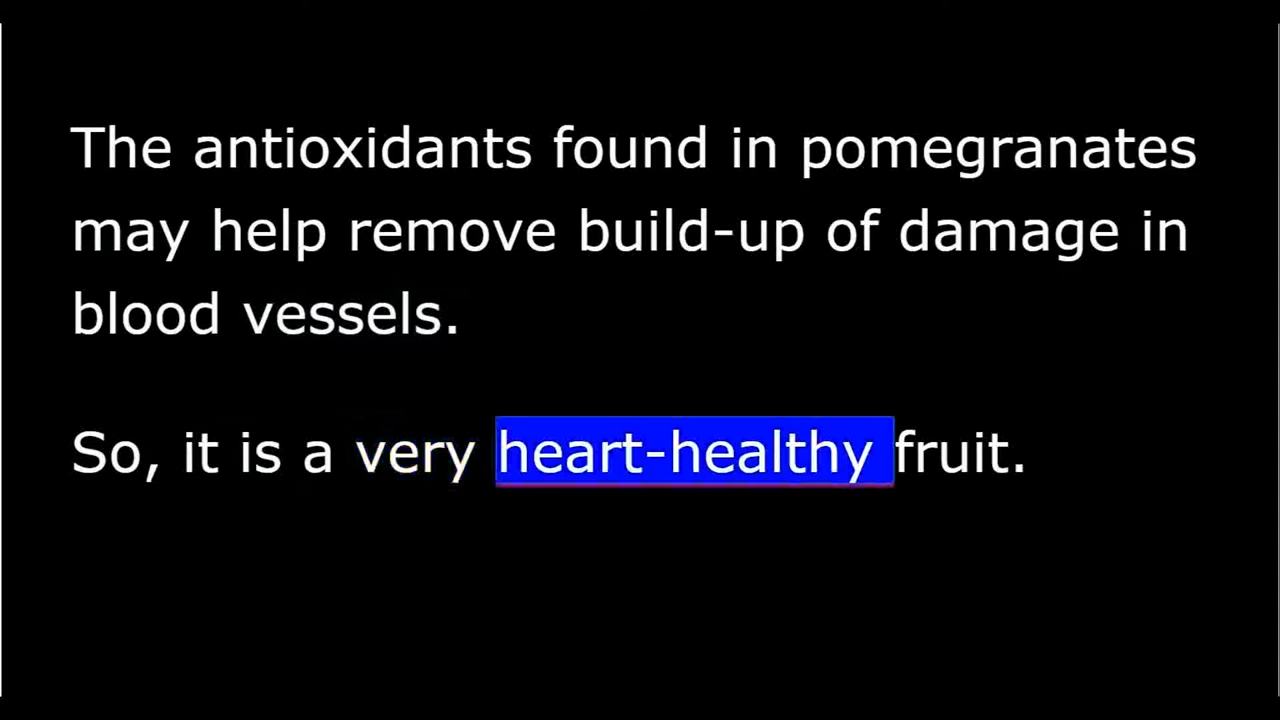 The antioxidants found in pomegranates
may help remove build-up of damage in
blood vessels.
So, it is a very heart-healthy fruit.